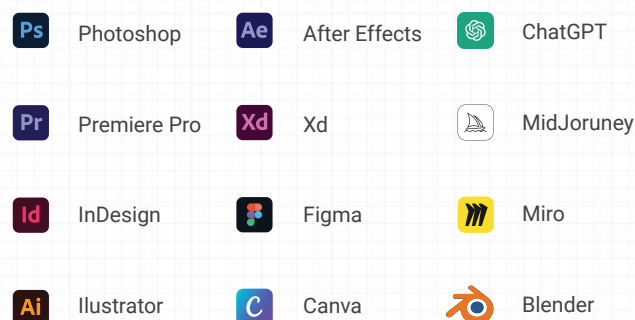 Ps Photoshop Ae After Effects ChatGPT
Pr Premiere Pro Xd Xd MidJoruney
Id InDesign Figma Miro
Ai Ilustrator C Canva Blender